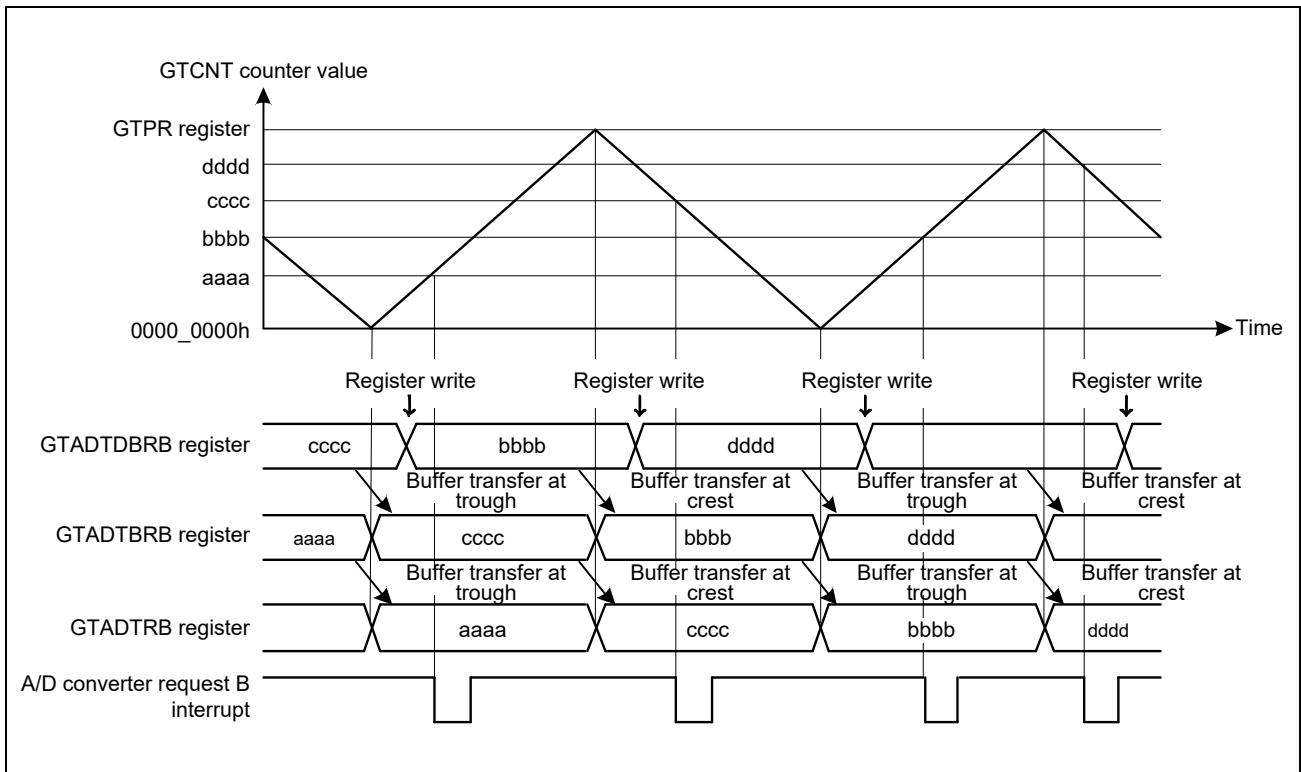 GTCNT counter value
GTPR register
dddd
cccc
bbbb
aaaa
0000_0000h
Time
Register write Register write Register write Register write
GTADTDBRB register cccc bbbb dddd
Buffer transfer at Buffer transfer at Buffer transfer at Buffer transfer at
trough crest trough crest
GTADTBRB register aaaa cccc bbbb dddd
Buffer transfer at Buffer transfer at Buffer transfer at Buffer transfer at
trough crest trough crest
GTADTRB register aaaa cccc bbbb dddd
A/D converter request B
interrupt